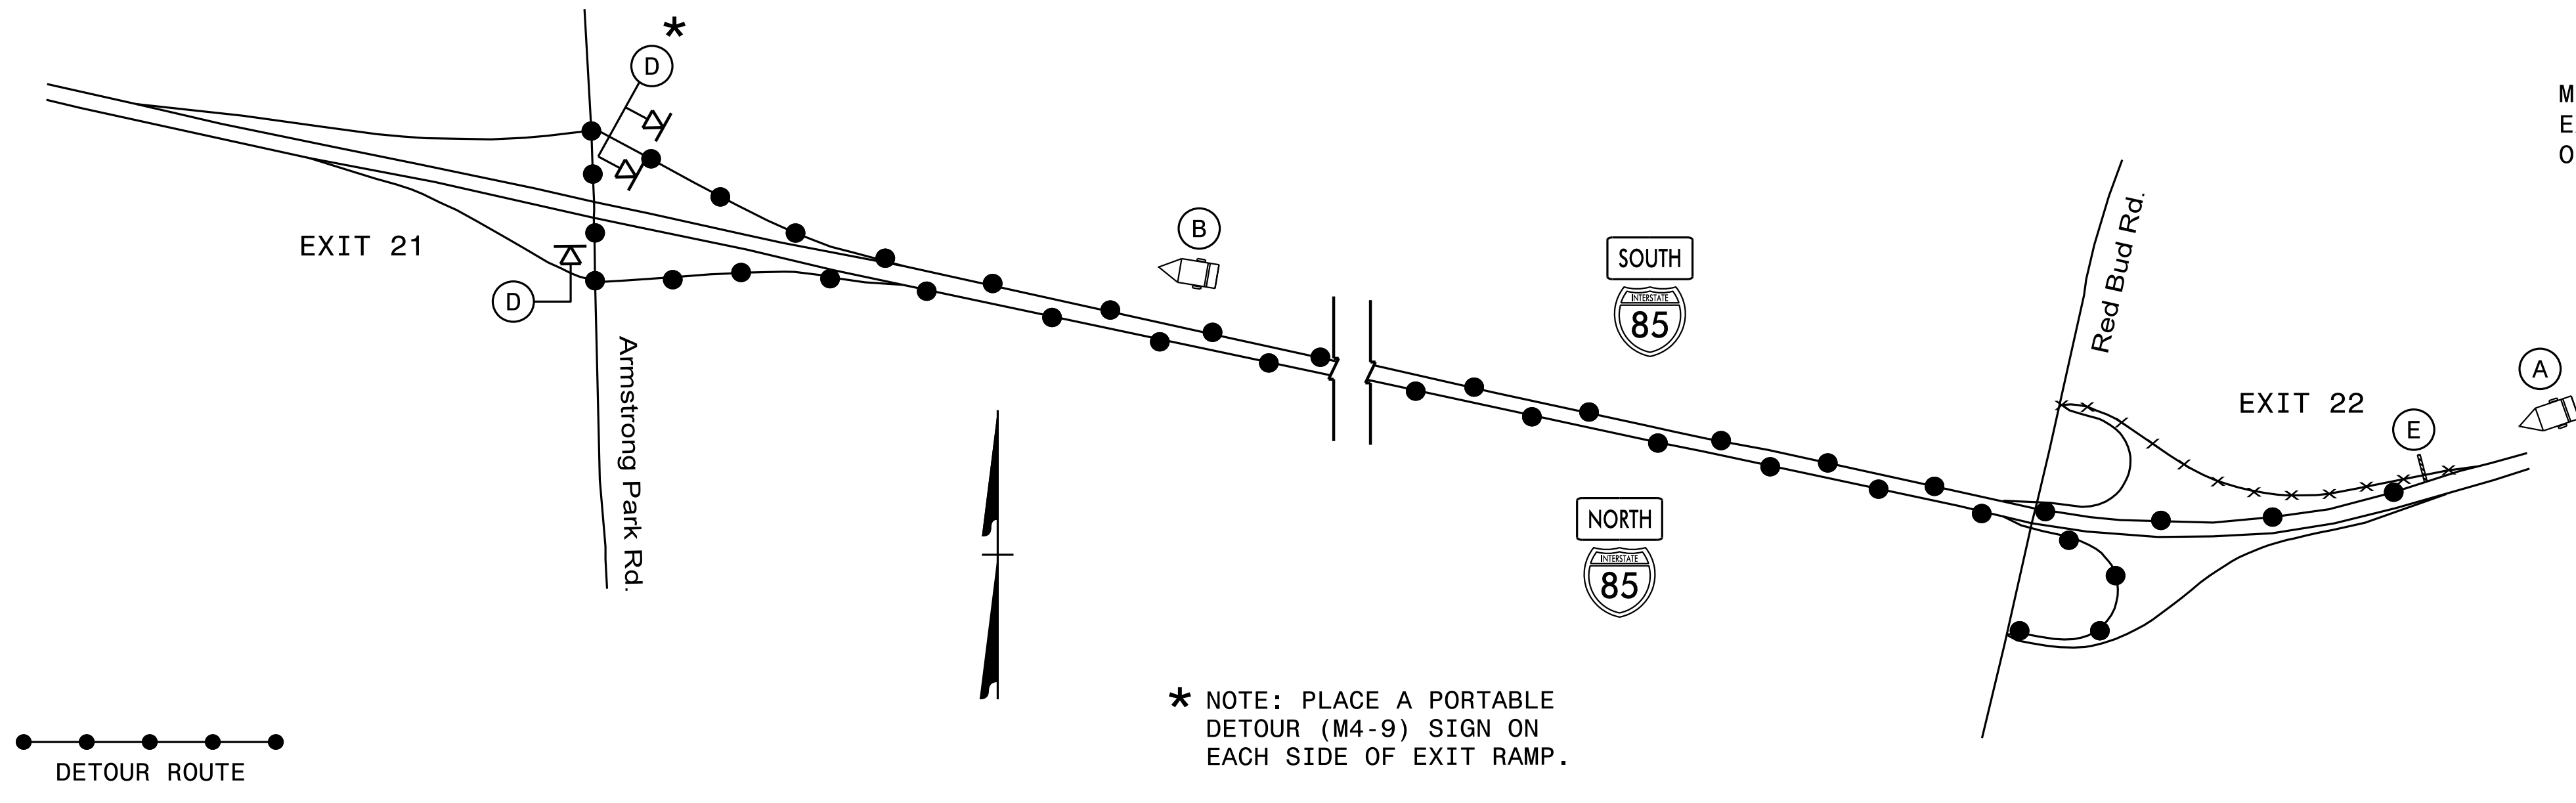 *
D
M
E
O
B
SOUTH
INTERSTATE
85
Red Bud Rd.
EXIT 21
D
Armstrong Park Rd.
EXIT 22
A
E
NORTH
INTERSTATE
85
* NOTE: PLACE A PORTABLE
DETOUR (M4-9) SIGN ON
EACH SIDE OF EXIT RAMP.
DETOUR ROUTE